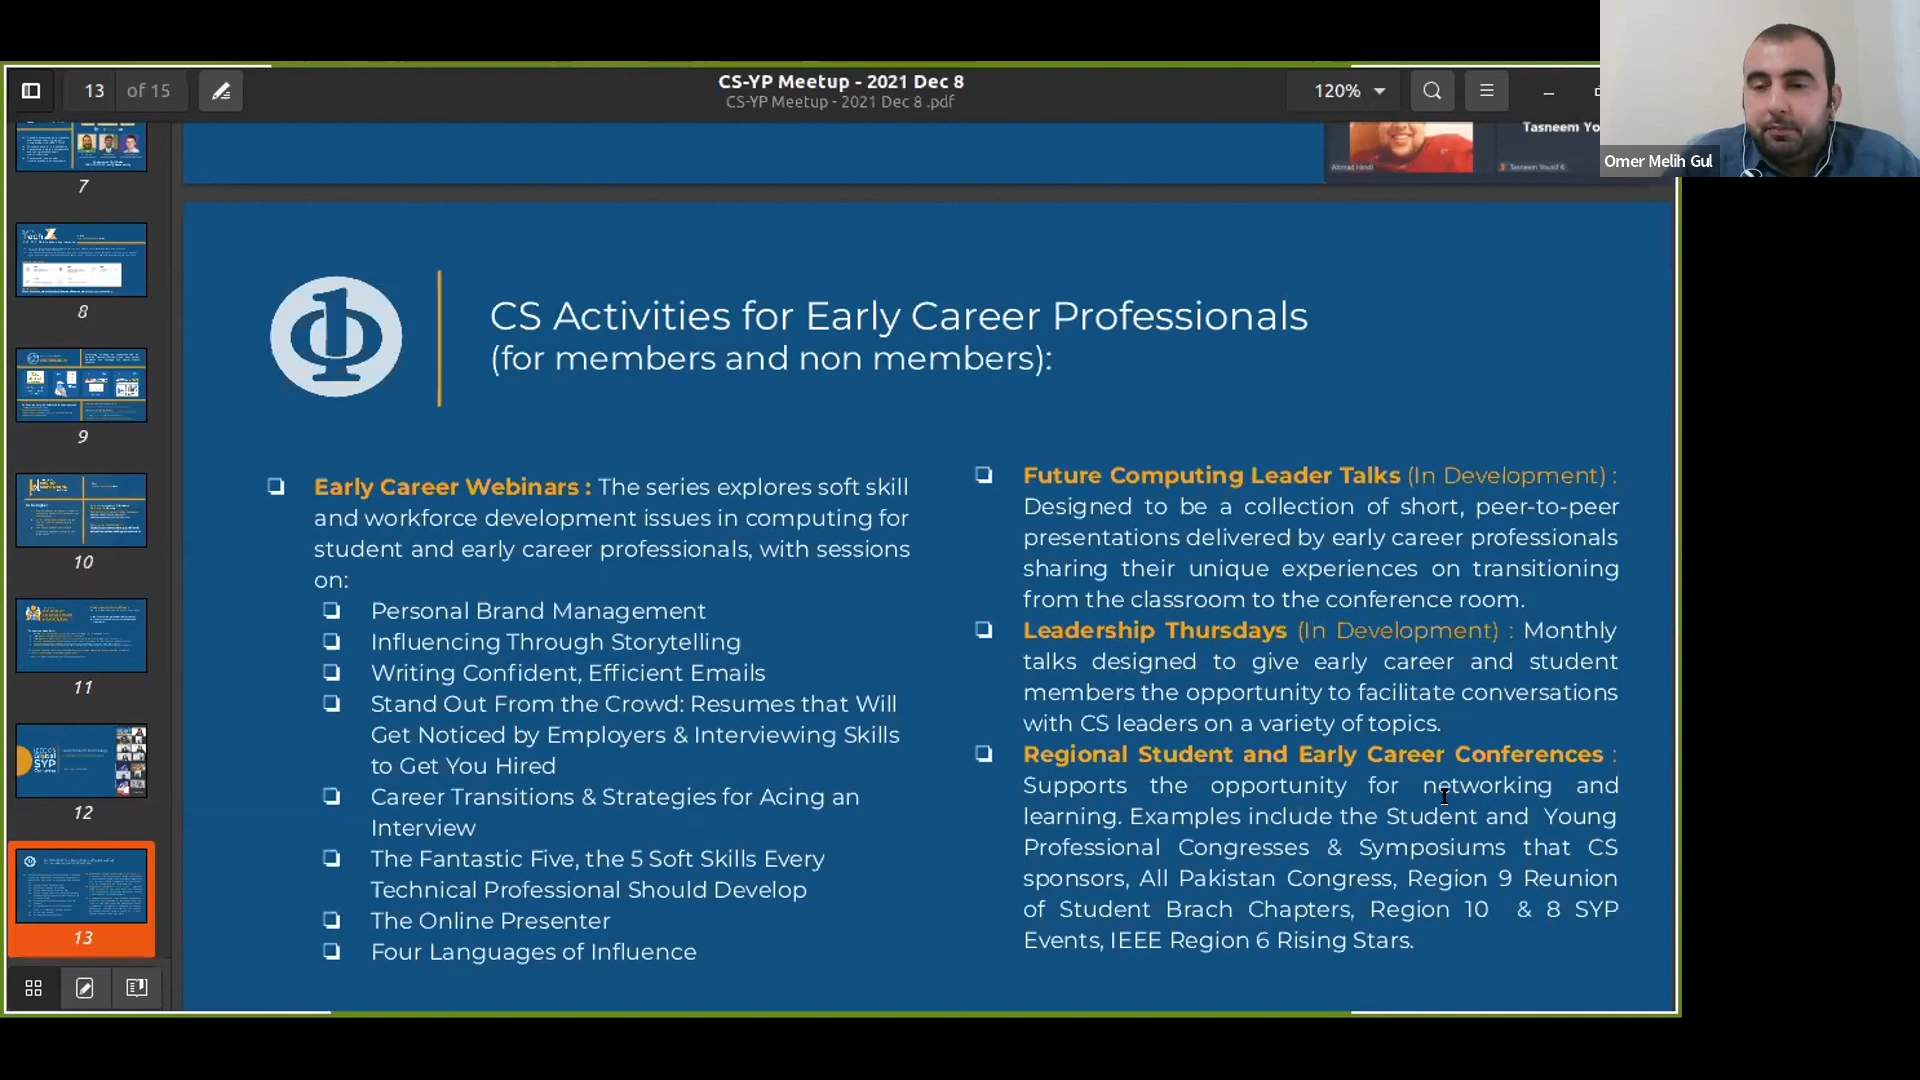 13 of 15
CS-YP Meetup - 2021 Dec 8
CS-YP Meetup - 2021 Dec 8 .pdf
120%
Omer Melih Gul
Ahmad Hindi
Tasneem Yo
Tasneem Yousif
7
8
9
10
11
12
13
CS Activities for Early Career Professionals
(for members and non members):
Early Career Webinars : The series explores soft skill
and workforce development issues in computing for
student and early career professionals, with sessions
on:
Personal Brand Management
Influencing Through Storytelling
Writing Confident, Efficient Emails
Stand Out From the Crowd: Resumes that Will
Get Noticed by Employers & Interviewing Skills
to Get You Hired
Career Transitions & Strategies for Acing an
Interview
The Fantastic Five, the 5 Soft Skills Every
Technical Professional Should Develop
The Online Presenter
Four Languages of Influence
Future Computing Leader Talks (In Development) :
Designed to be a collection of short, peer-to-peer
presentations delivered by early career professionals
sharing their unique experiences on transitioning
from the classroom to the conference room.
Leadership Thursdays (In Development) : Monthly
talks designed to give early career and student
members the opportunity to facilitate conversations
with CS leaders on a variety of topics.
Regional Student and Early Career Conferences :
Supports the opportunity for networking and
learning. Examples include the Student and Young
Professional Congresses & Symposiums that CS
sponsors, All Pakistan Congress, Region 9 Reunion
of Student Brach Chapters, Region 10 & 8 SYP
Events, IEEE Region 6 Rising Stars.